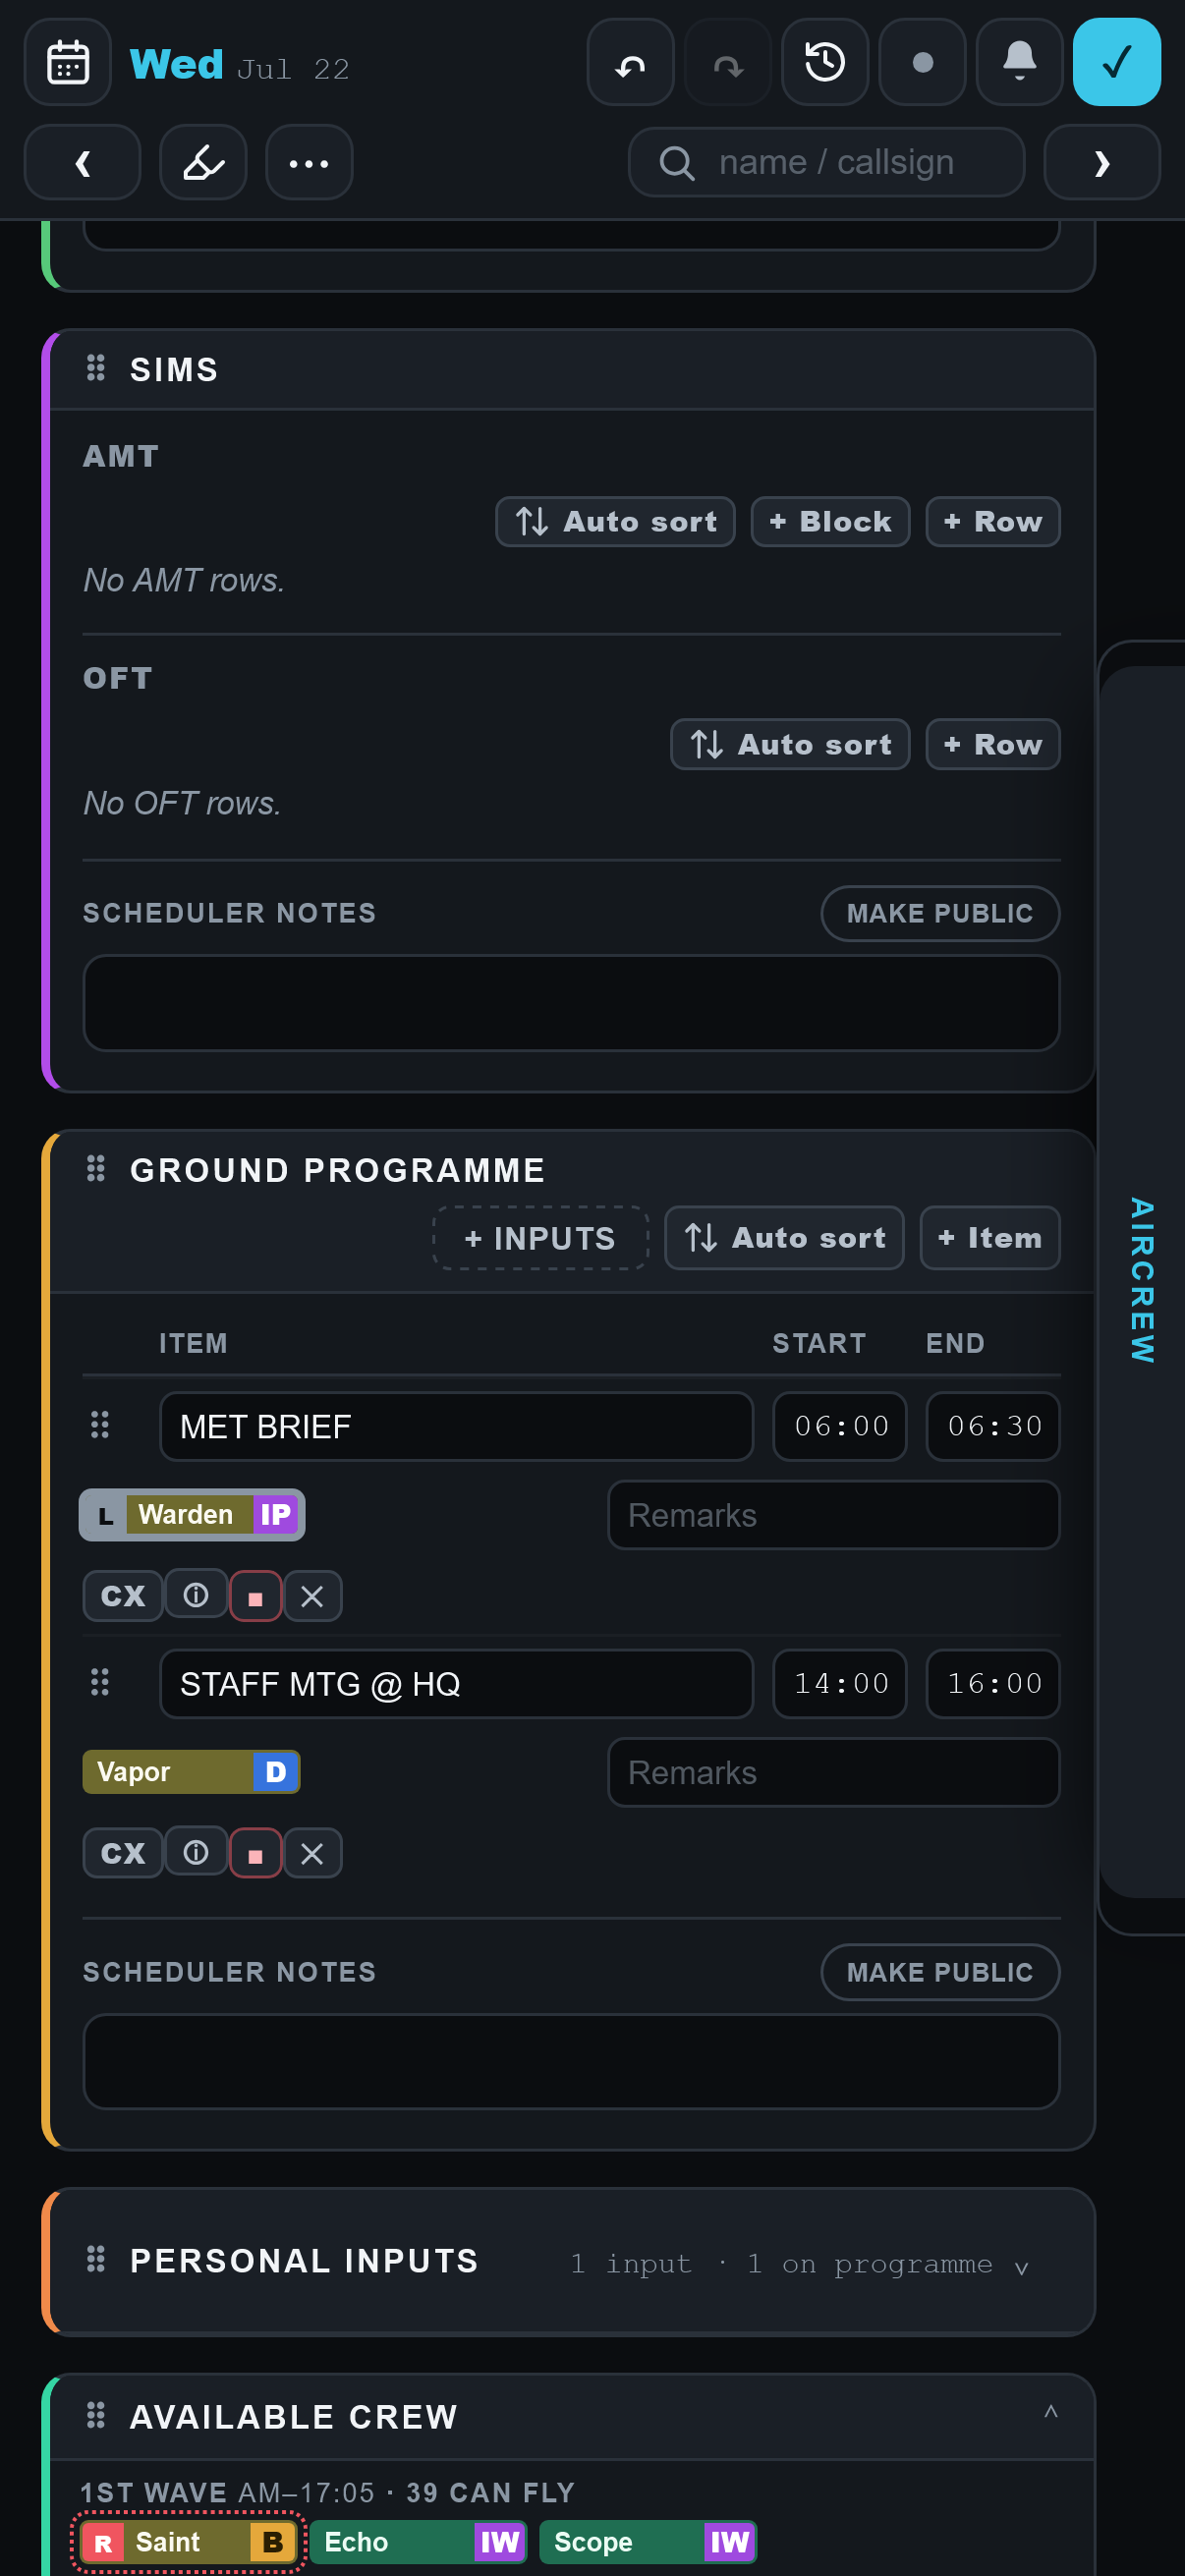 Wed Jul 22
name / callsign
SIMS
AMT
Auto sort + Block + Row
No AMT rows.
OFT
Auto sort + Row
No OFT rows.
SCHEDULER NOTES MAKE PUBLIC
GROUND PROGRAMME
+ INPUTS Auto sort + Item
AIRCREW
ITEM START END
MET BRIEF 06:00 06:30
L Warden IP Remarks
CX
STAFF MTG @ HQ 14:00 16:00
Vapor D Remarks
CX
SCHEDULER NOTES MAKE PUBLIC
PERSONAL INPUTS 1 input · 1 on programme
AVAILABLE CREW
1ST WAVE AM–17:05 · 39 CAN FLY
R Saint B Echo IW Scope IW